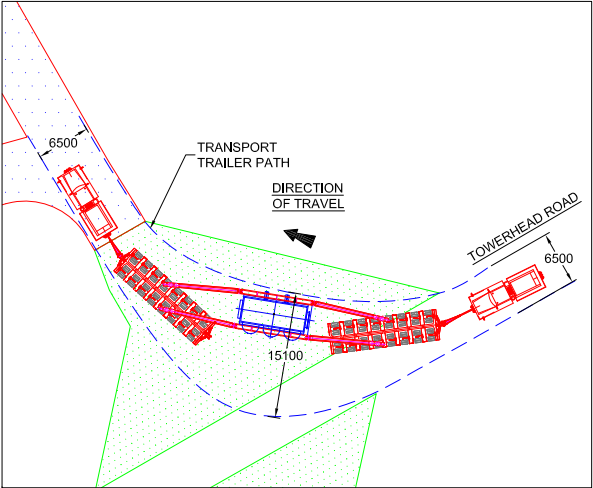 6500
TRANSPORT
TRAILER PATH
DIRECTION
OF TRAVEL
TOWERHEAD ROAD
6500
15100